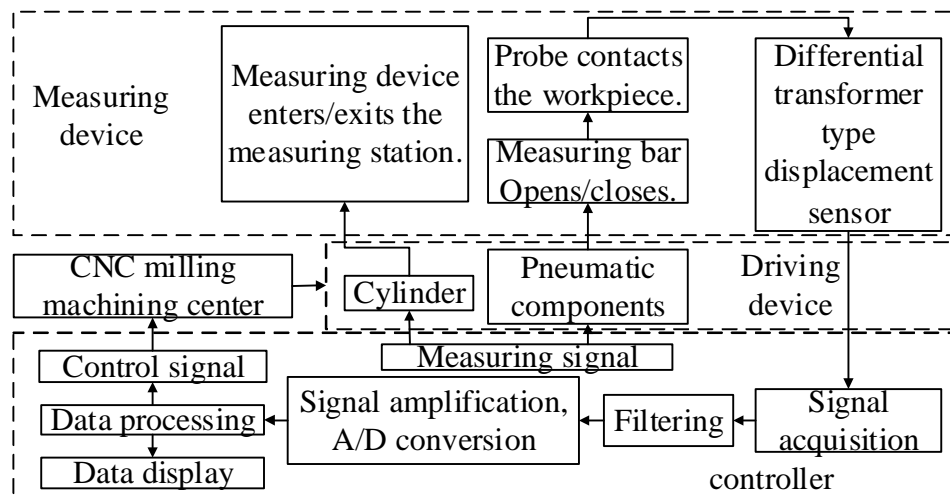 Measuring
device
Measuring device
enters/exits the
measuring station.
Probe contacts
the workpiece.
Measuring bar
Opens/closes.
Differential
transformer
type
displacement
sensor
CNC milling
machining center
Cylinder
Pneumatic
components
Driving
device
Control signal
Measuring signal
Data processing
Signal amplification,
A/D conversion
Filtering
Signal
acquisition
Data display
controller